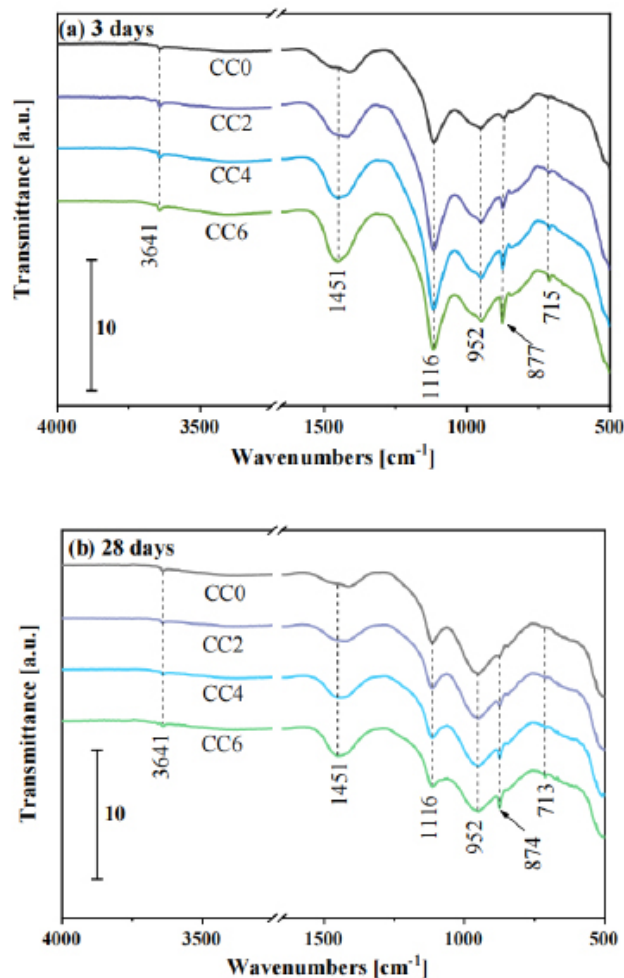 (a) 3 days
CC0
CC2
CC4
CC6
3641
1451
1116
952
877
715
10
Transmittance [a.u.]
4000 3500 1500 1000 500
Wavenumbers [cm⁻¹]
(b) 28 days
CC0
CC2
CC4
CC6
3641
1451
1116
952
874
713
10
Transmittance [a.u.]
4000 3500 1500 1000 500
Wavenumbers [cm⁻¹]